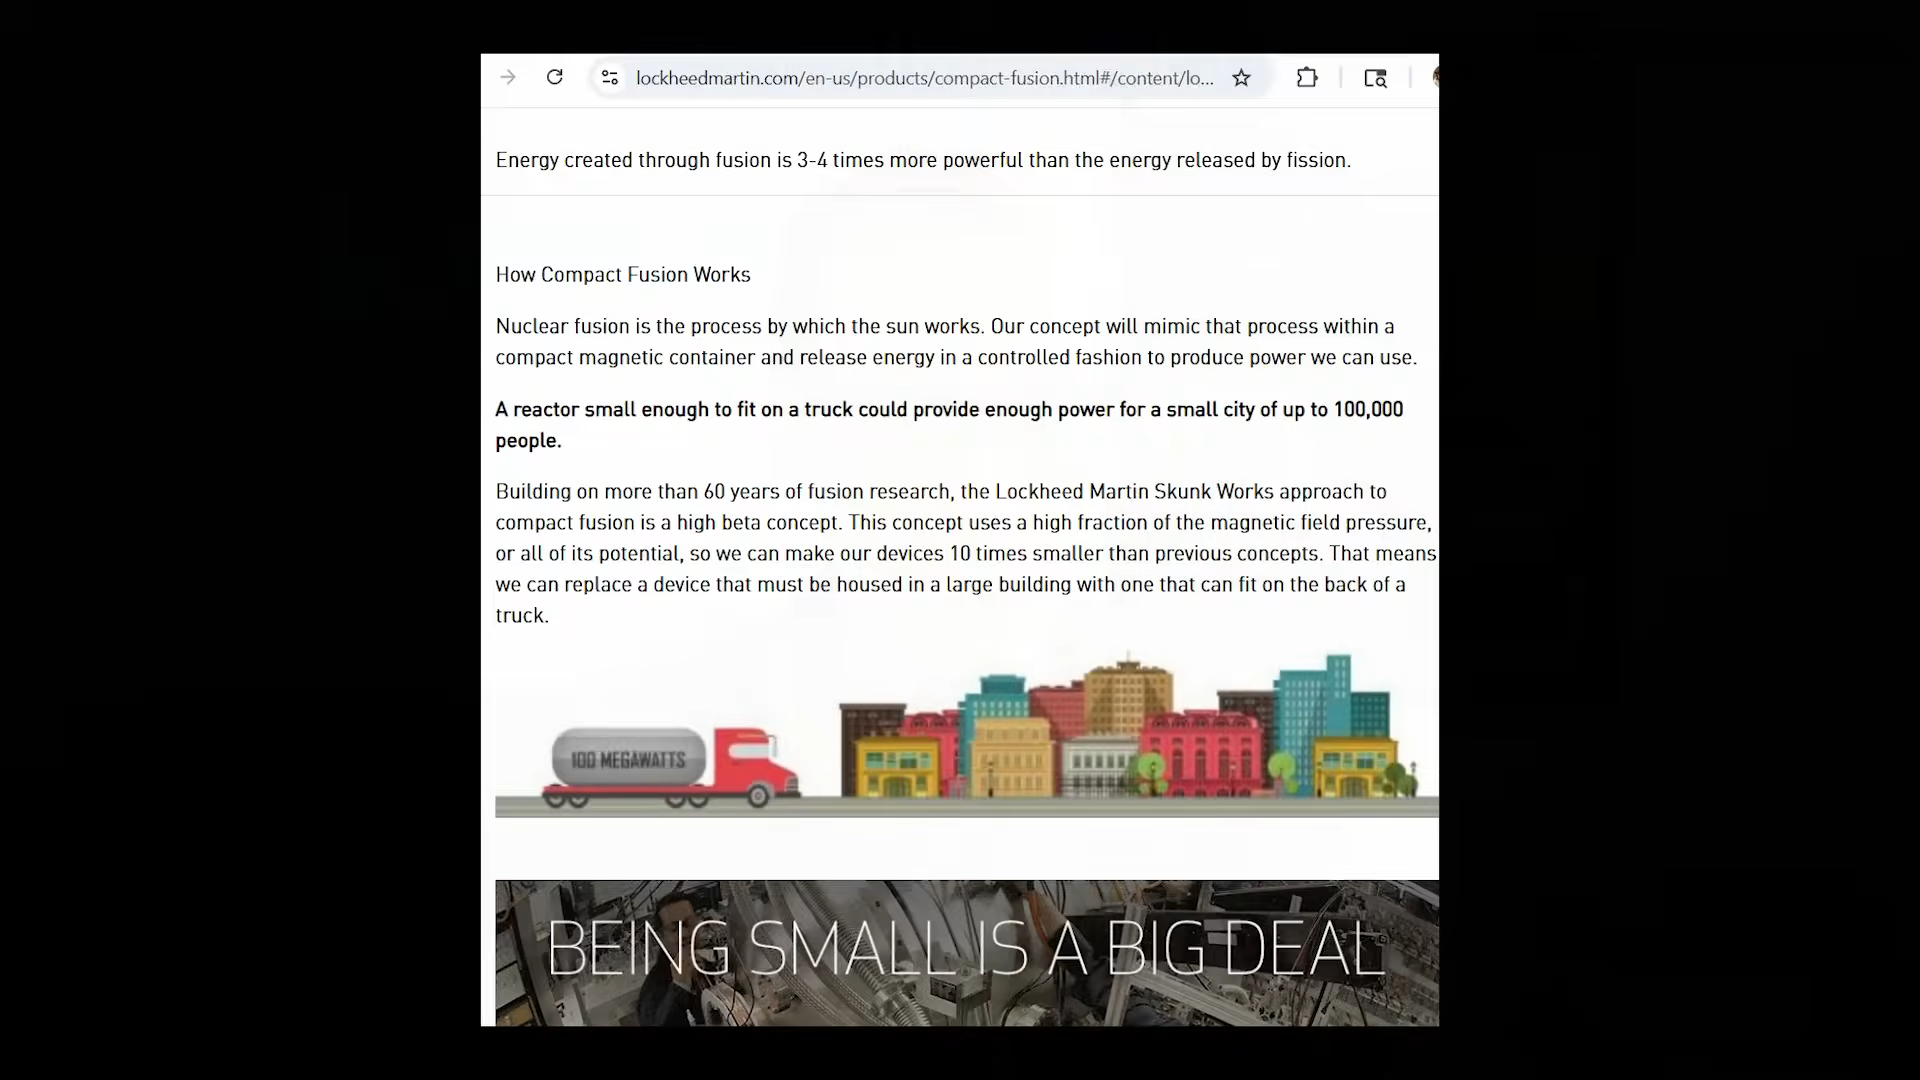 lockheedmartin.com/en-us/products/compact-fusion.html#/content/lo...
Energy created through fusion is 3-4 times more powerful than the energy released by fission.
How Compact Fusion Works
Nuclear fusion is the process by which the sun works. Our concept will mimic that process within a
compact magnetic container and release energy in a controlled fashion to produce power we can use.
A reactor small enough to fit on a truck could provide enough power for a small city of up to 100,000
people.
Building on more than 60 years of fusion research, the Lockheed Martin Skunk Works approach to
compact fusion is a high beta concept. This concept uses a high fraction of the magnetic field pressure,
or all of its potential, so we can make our devices 10 times smaller than previous concepts. That means
we can replace a device that must be housed in a large building with one that can fit on the back of a
truck.
100 MEGAWATTS
BEING SMALL IS A BIG DEAL